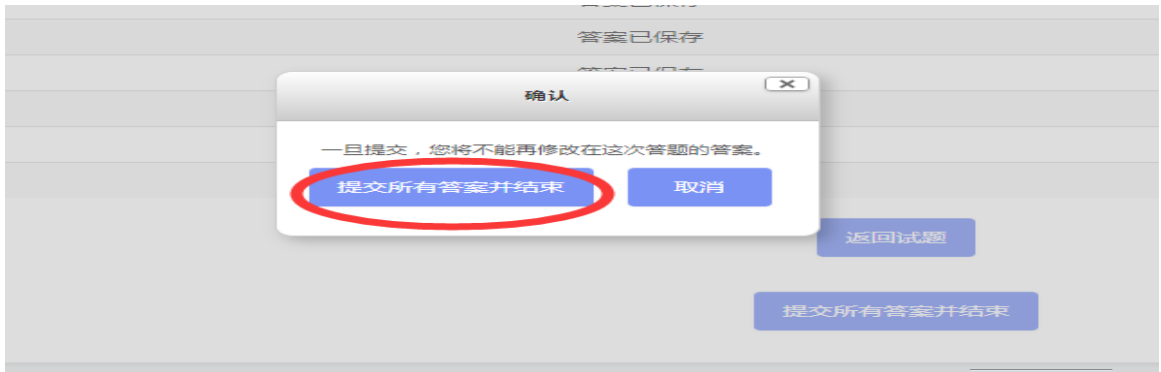 答案已保存
确认
一旦提交，您将不能再修改在这次答题的答案。
提交所有答案并结束
取消
返回试题
提交所有答案并结束